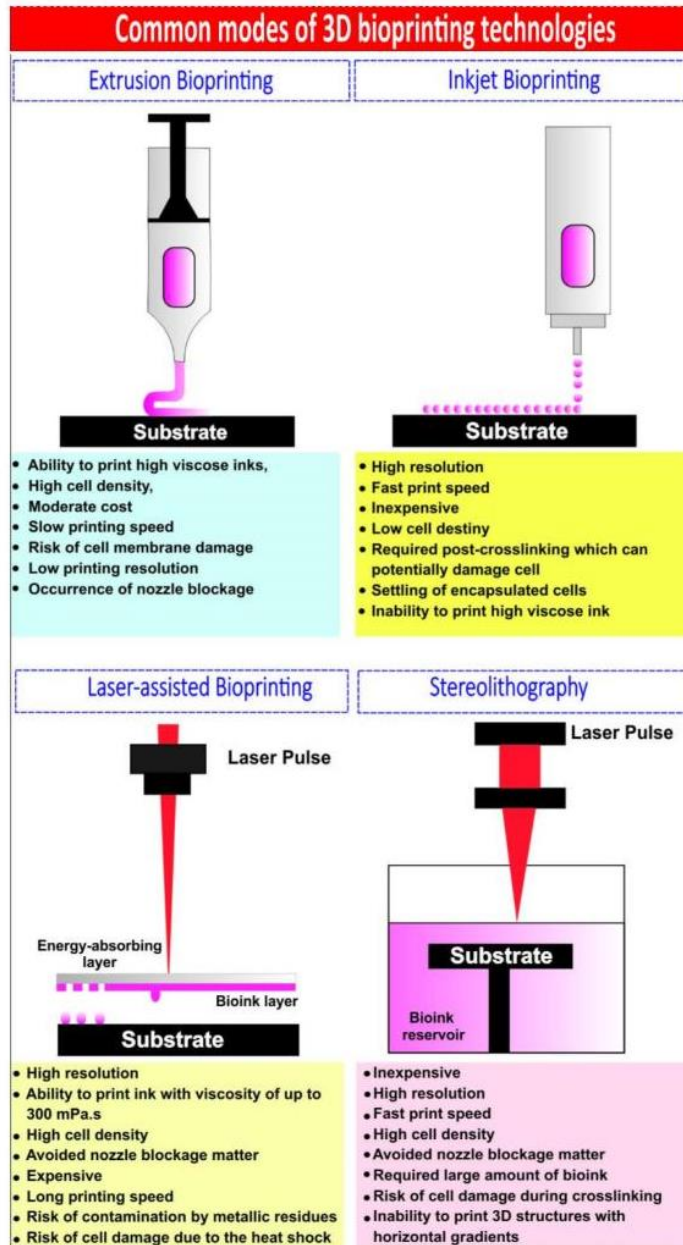 Common modes of 3D bioprinting technologies
Extrusion Bioprinting
Substrate
• Ability to print high viscose inks,
• High cell density,
• Moderate cost
• Slow printing speed
• Risk of cell membrane damage
• Low printing resolution
• Occurrence of nozzle blockage
Inkjet Bioprinting
Substrate
• High resolution
• Fast print speed
• Inexpensive
• Low cell destiny
• Required post-crosslinking which can
potentially damage cell
• Settling of encapsulated cells
• Inability to print high viscose ink
Laser-assisted Bioprinting
Laser Pulse
Energy-absorbing
layer
Bioink layer
Substrate
• High resolution
• Ability to print ink with viscosity of up to
300 mPa.s
• High cell density
• Avoided nozzle blockage matter
• Expensive
• Long printing speed
• Risk of contamination by metallic residues
• Risk of cell damage due to the heat shock
Stereolithography
Laser Pulse
Substrate
Bioink
reservoir
• Inexpensive
• High resolution
• Fast print speed
• High cell density
• Avoided nozzle blockage matter
• Required large amount of bioink
• Risk of cell damage during crosslinking
• Inability to print 3D structures with
horizontal gradients